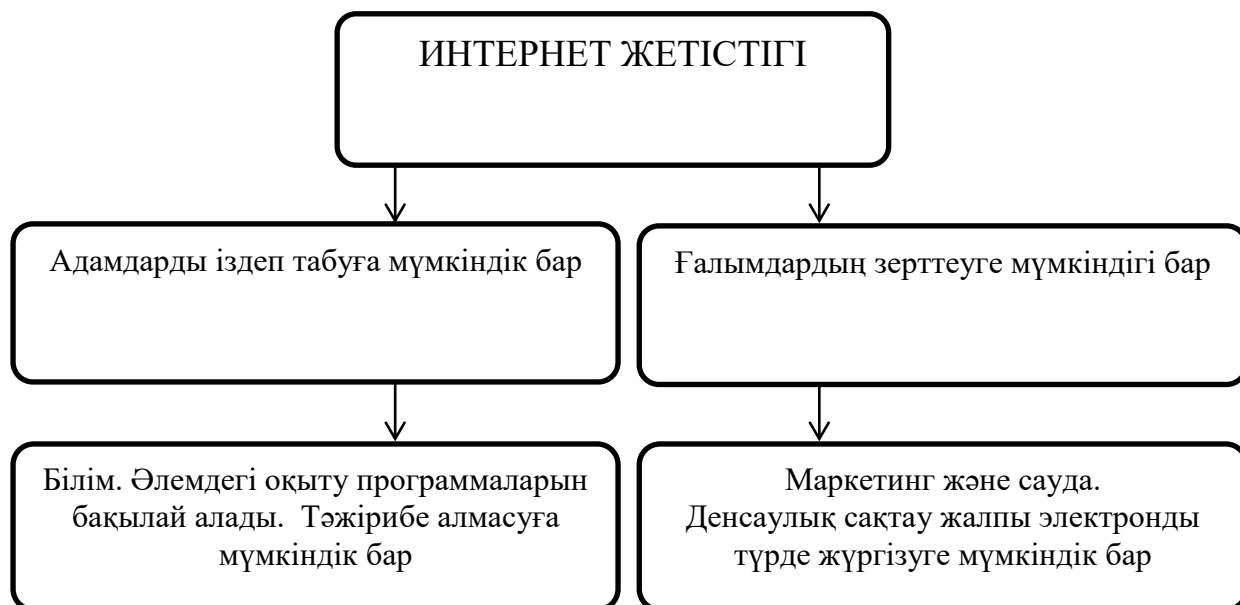 ИНТЕРНЕТ ЖЕТІСТІГІ
Адамдарды іздеп табуға мүмкіндік бар
Ғалымдардың зерттеуге мүмкіндігі бар
Білім. Әлемдегі оқыту программаларын
бақылай алады.  Тәжірибе алмасуға
мүмкіндік бар
Маркетинг және сауда.
Денсаулық сақтау жалпы электронды
түрде жүргізуге мүмкіндік бар